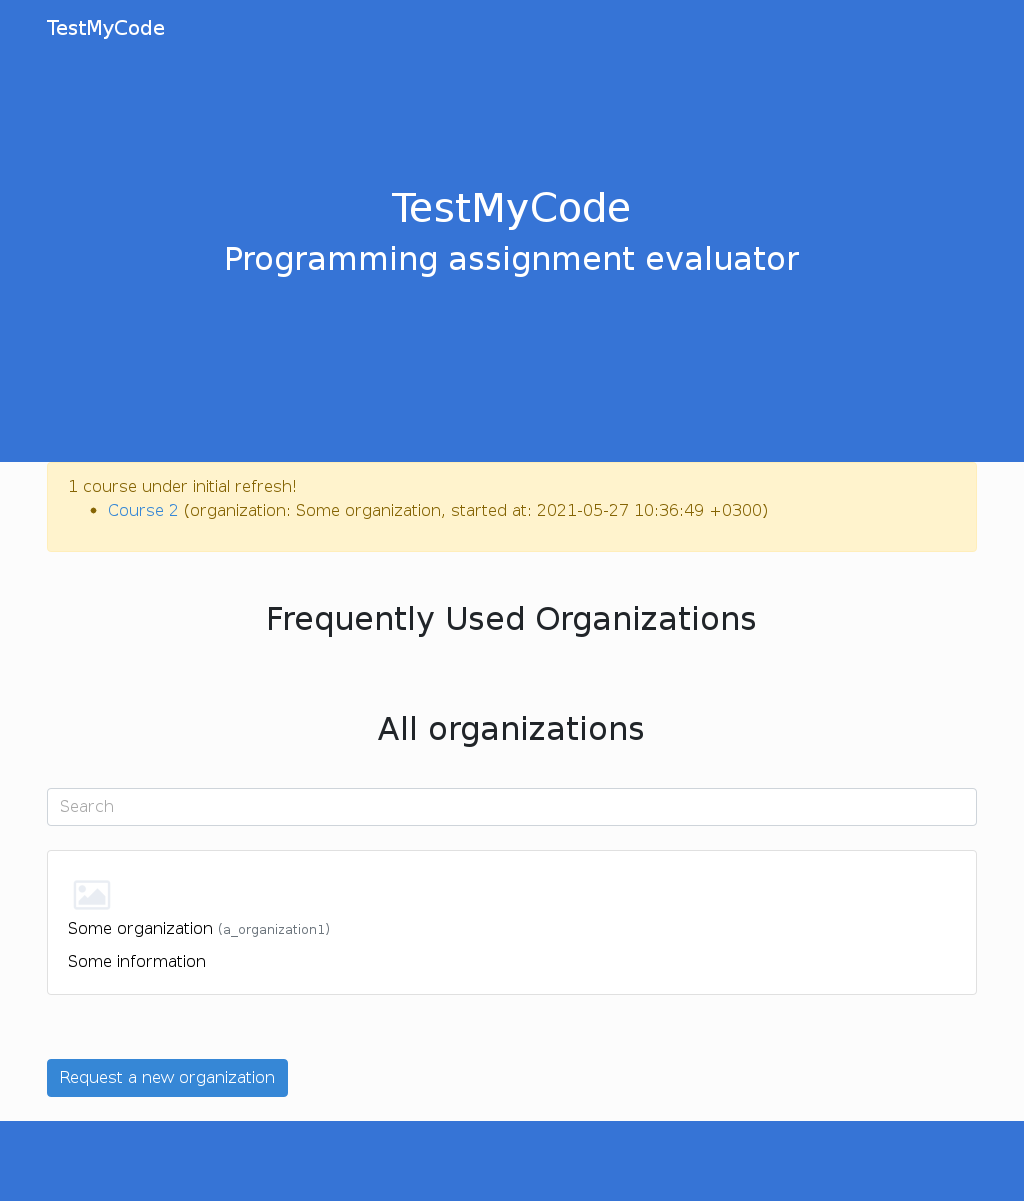 TestMyCode
TestMyCode
Programming assignment evaluator
1 course under initial refresh!
Course 2 (organization: Some organization, started at: 2021-05-27 10:36:49 +0300)
Frequently Used Organizations
All organizations
Search
Some organization (a_organization1)
Some information
Request a new organization